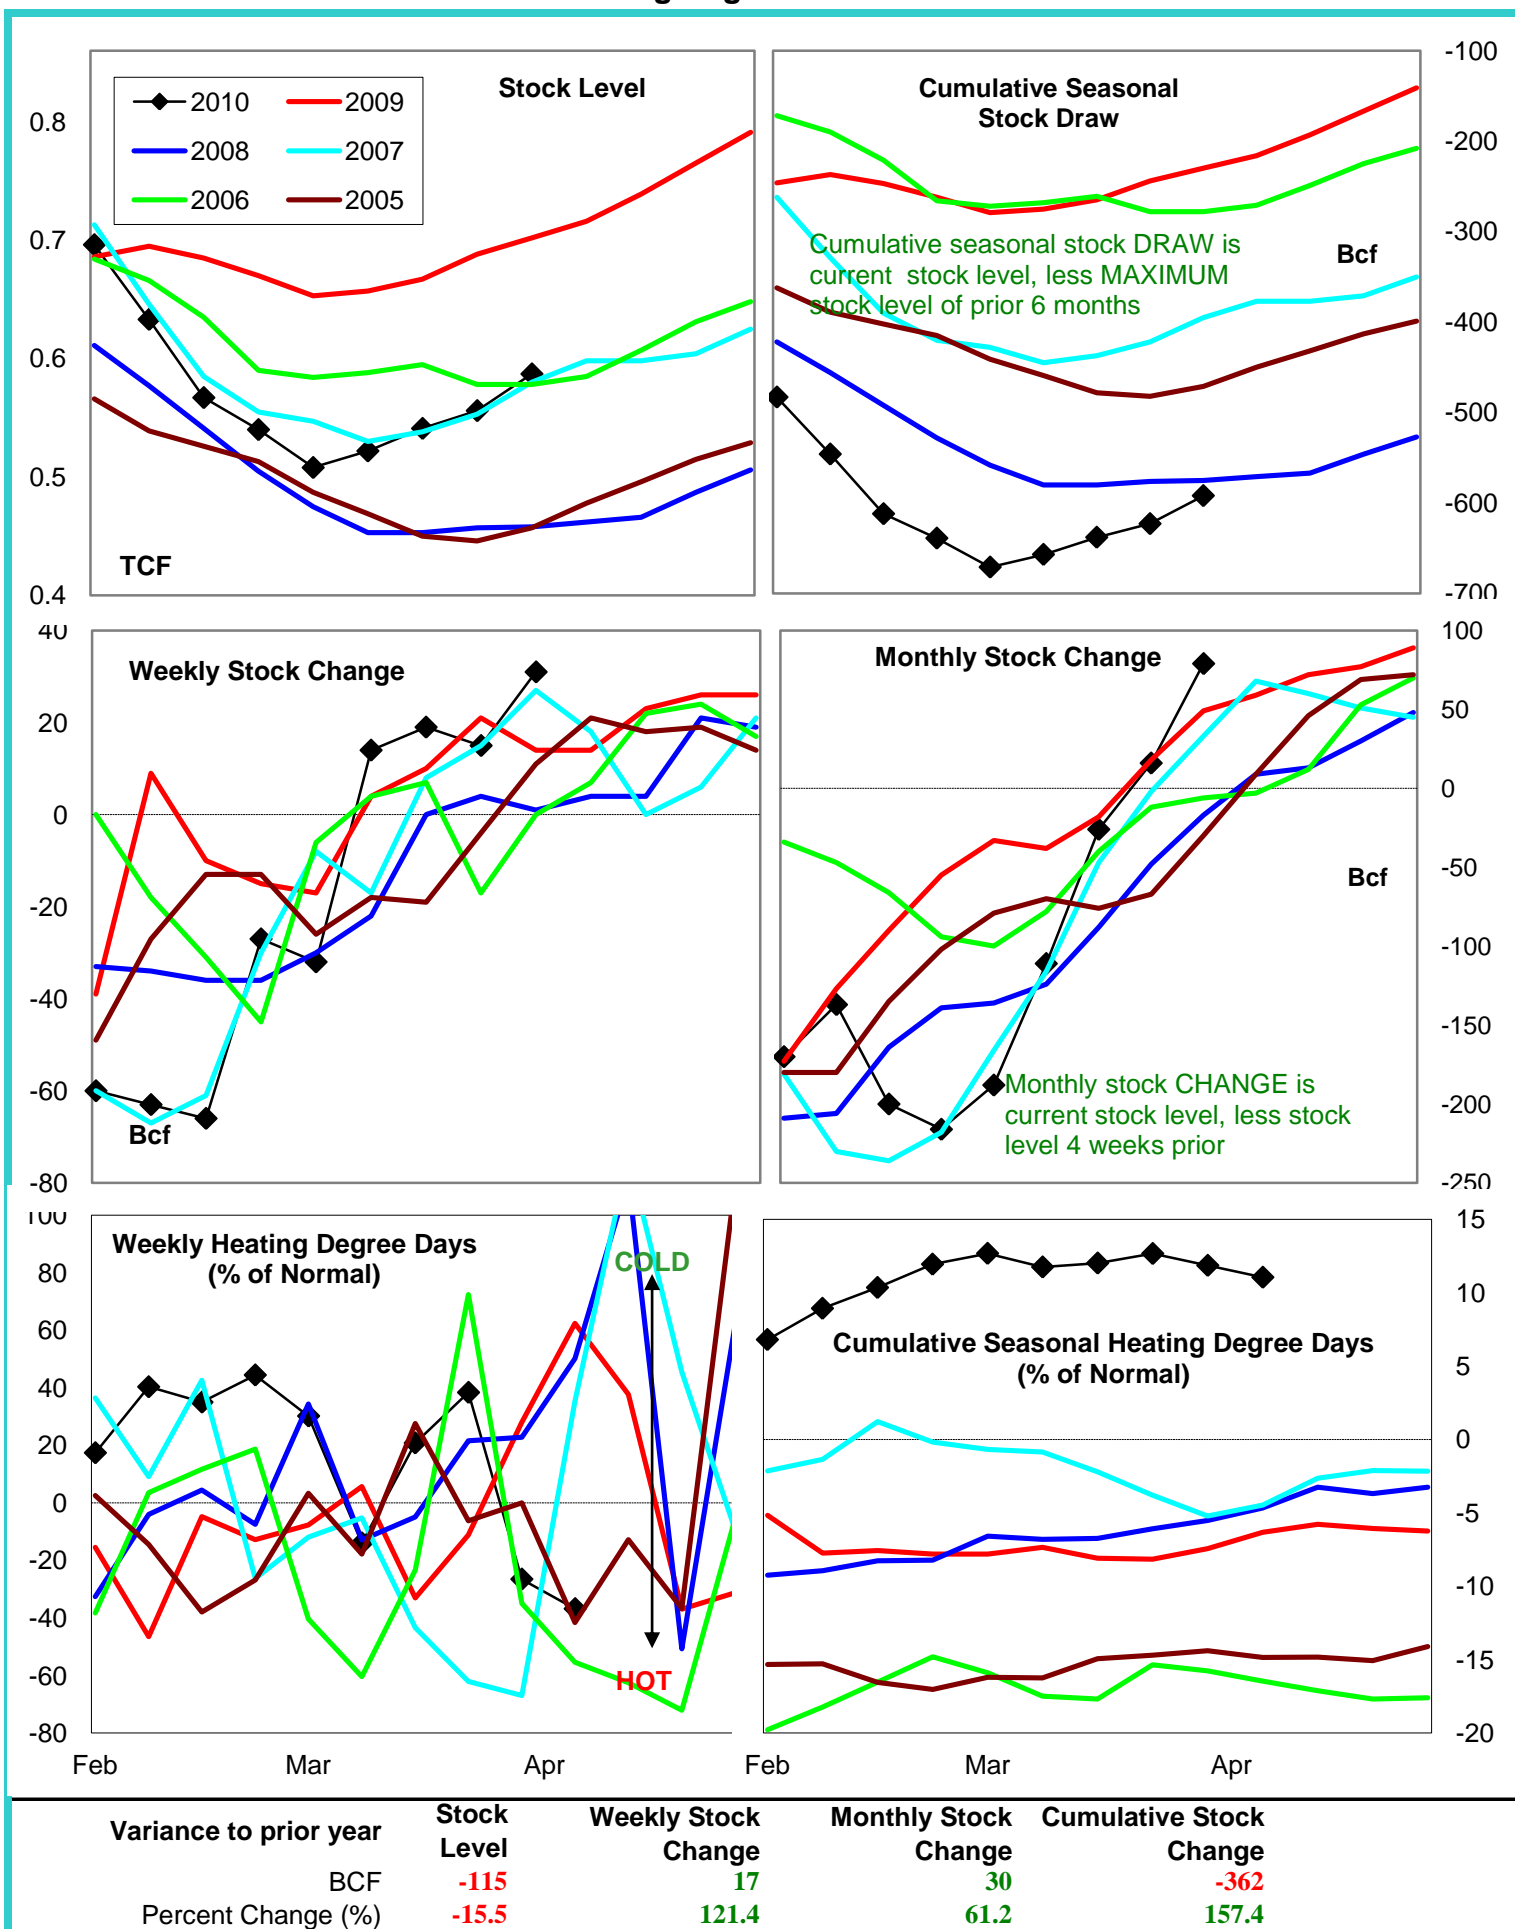 Stock Level
2010
2009
2008
2007
2006
2005
0.8
0.7
0.6
0.5
0.4
TCF
Cumulative Seasonal
Stock Draw
Cumulative seasonal stock DRAW is
current stock level, less MAXIMUM
stock level of prior 6 months
Bcf
-100
-200
-300
-400
-500
-600
-700
40
20
0
-20
-40
-60
-80
Weekly Stock Change
Bcf
Monthly Stock Change
Bcf
Monthly stock CHANGE is
current stock level, less stock
level 4 weeks prior
100
50
0
-50
-100
-150
-200
-250
100
80
60
40
20
0
-20
-40
-60
-80
Weekly Heating Degree Days
(% of Normal)
COLD
HOT
Feb Mar Apr
Cumulative Seasonal Heating Degree Days
(% of Normal)
15
10
5
0
-5
-10
-15
-20
Feb Mar Apr
Variance to prior year
Stock
Level
Weekly Stock
Change
Monthly Stock
Change
Cumulative Stock
Change
BCF -115 17 30 -362
Percent Change (%) -15.5 121.4 61.2 157.4